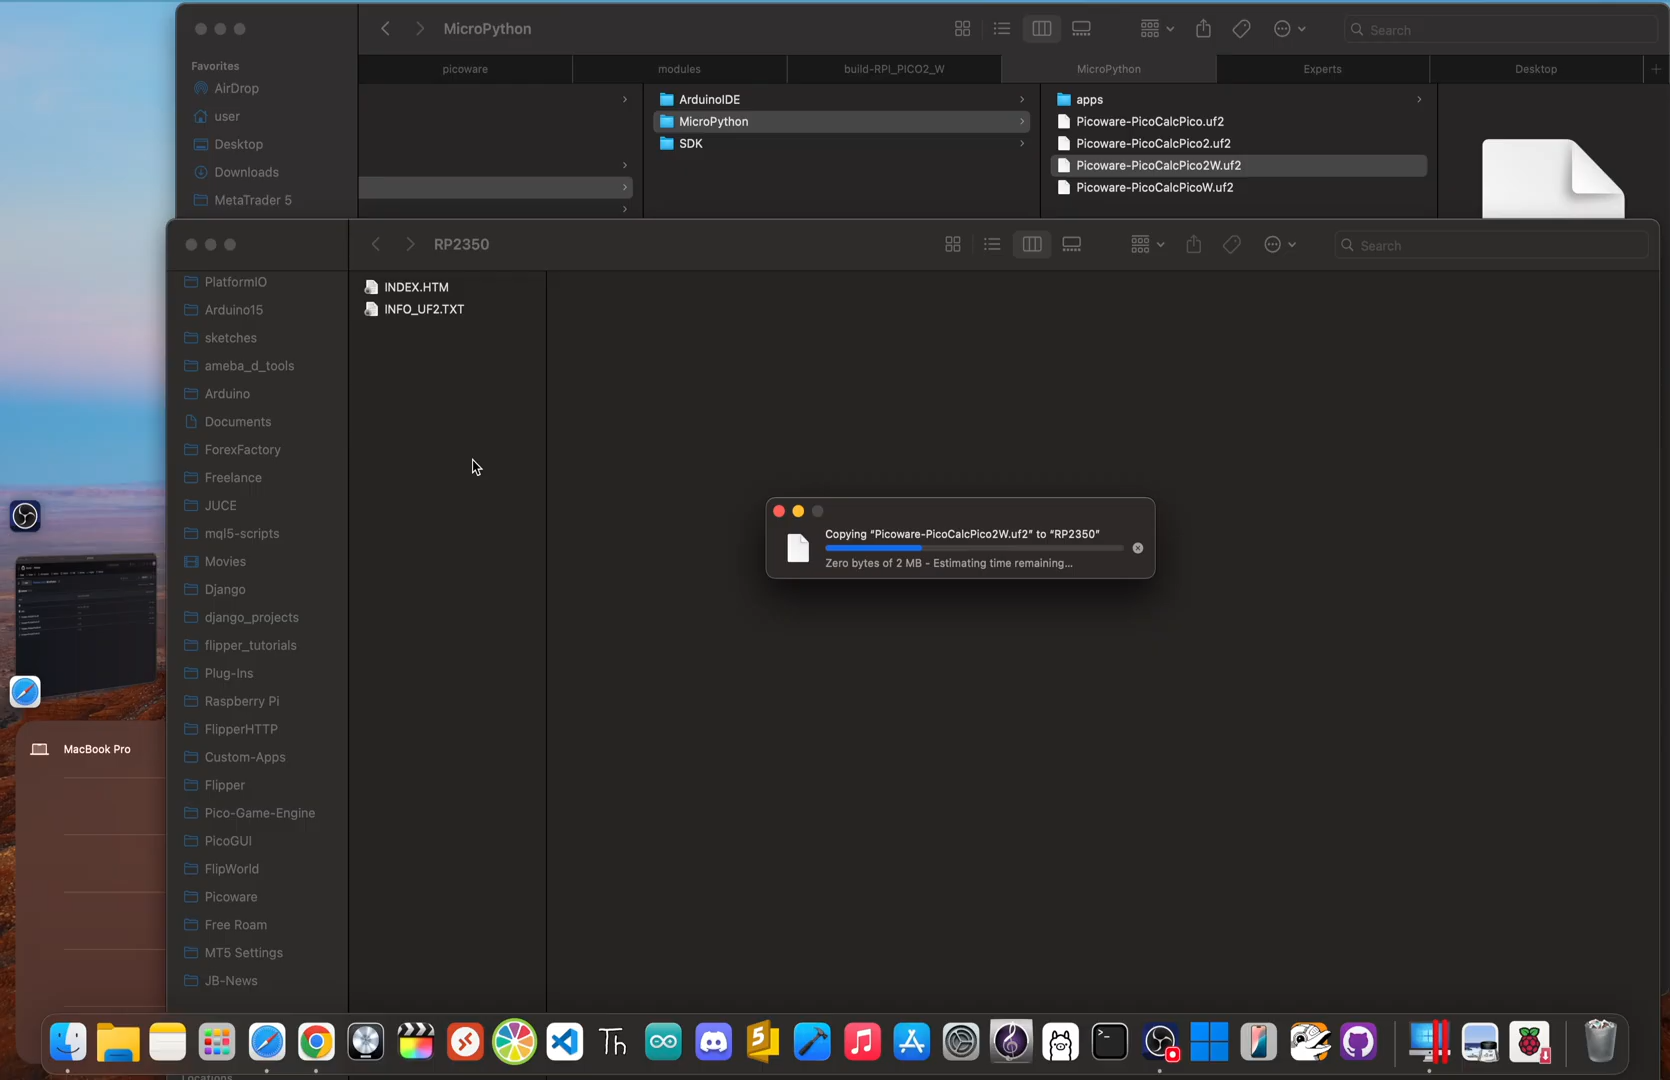 MicroPython
Search
picoware
modules
build-RPI_PICO2_W
MicroPython
Experts
Desktop
Favorites
AirDrop
user
Desktop
Downloads
MetaTrader 5
ArduinoIDE
MicroPython
SDK
apps
Picoware-PicoCalcPico.uf2
Picoware-PicoCalcPico2.uf2
Picoware-PicoCalcPico2W.uf2
Picoware-PicoCalcPicoW.uf2
RP2350
Search
PlatformIO
Arduino15
sketches
ameba_d_tools
Arduino
Documents
ForexFactory
Freelance
JUCE
mql5-scripts
Movies
Django
django_projects
flipper_tutorials
Plug-Ins
Raspberry Pi
FlipperHTTP
Custom-Apps
Flipper
Pico-Game-Engine
PicoGUI
FlipWorld
Picoware
Free Roam
MT5 Settings
JB-News
Locations
INDEX.HTM
INFO_UF2.TXT
Copying "Picoware-PicoCalcPico2W.uf2" to "RP2350"
Zero bytes of 2 MB - Estimating time remaining...
MacBook Pro
Th
5